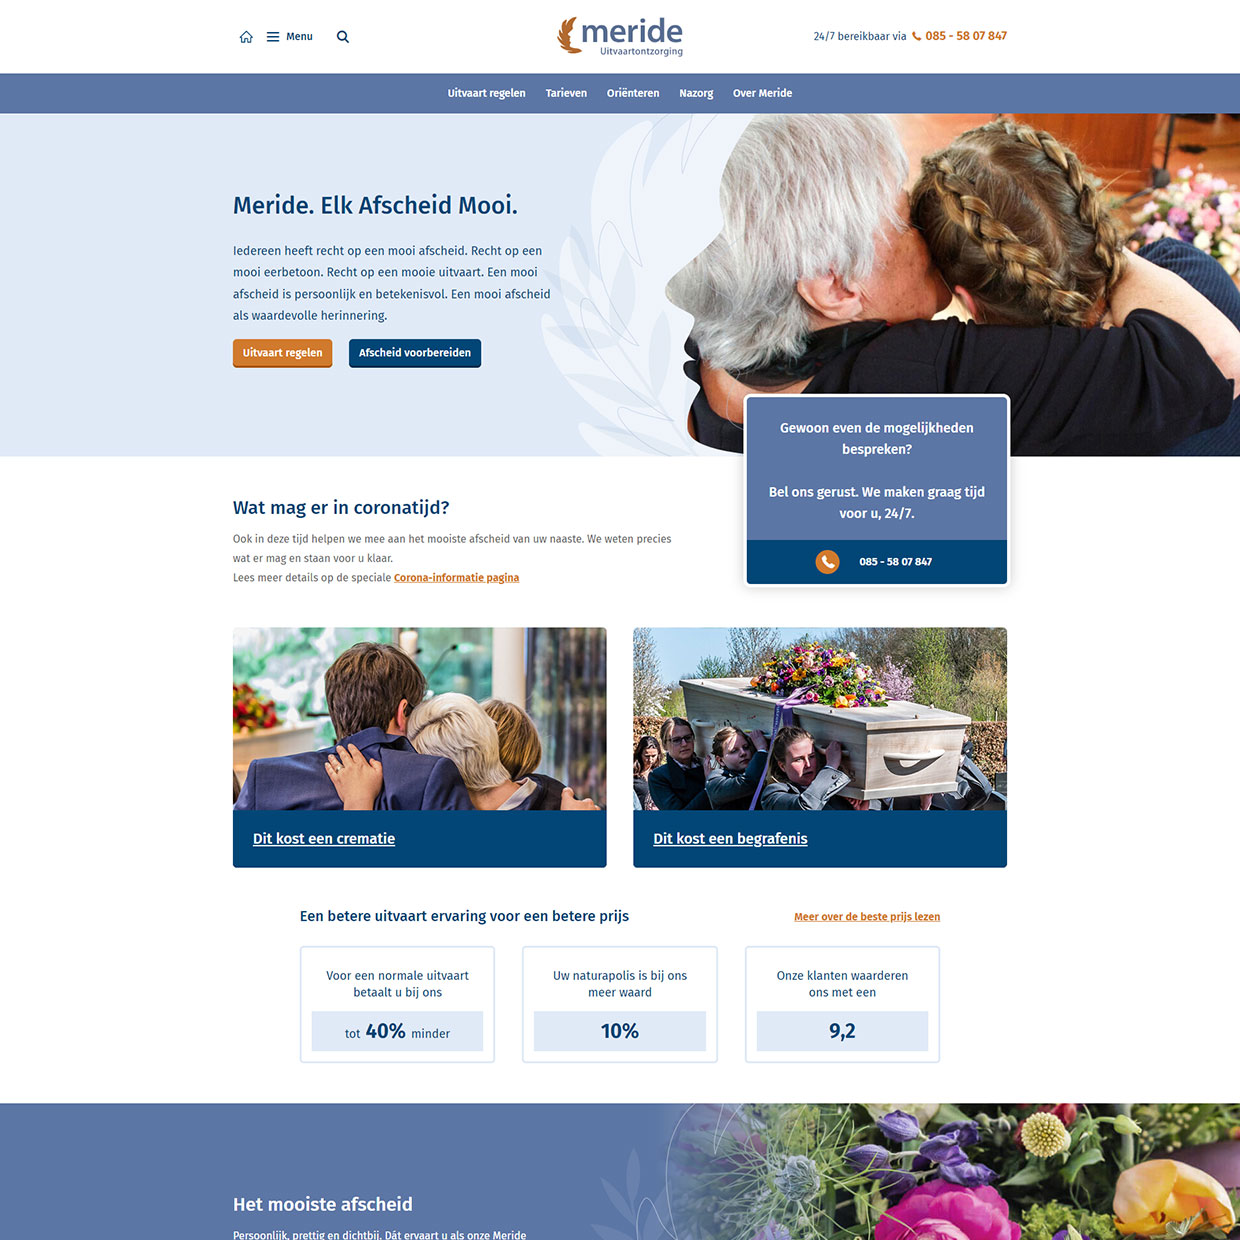 Menu
meride
Uitvaartontzorging
24/7 bereikbaar via 085 - 58 07 847
Uitvaart regelen Tarieven Oriënteren Nazorg Over Meride
Meride. Elk Afscheid Mooi.
Iedereen heeft recht op een mooi afscheid. Recht op een
mooi eerbetoon. Recht op een mooie uitvaart. Een mooi
afscheid is persoonlijk en betekenisvol. Een mooi afscheid
als waardevolle herinnering.
Uitvaart regelen Afscheid voorbereiden
Gewoon even de mogelijkheden
bespreken?
Bel ons gerust. We maken graag tijd
voor u, 24/7.
085 - 58 07 847
Wat mag er in coronatijd?
Ook in deze tijd helpen we mee aan het mooiste afscheid van uw naaste. We weten precies
wat er mag en staan voor u klaar.
Lees meer details op de speciale Corona-informatie pagina
Dit kost een crematie
Dit kost een begrafenis
Een betere uitvaart ervaring voor een betere prijs
Meer over de beste prijs lezen
Voor een normale uitvaart
betaalt u bij ons
tot 40% minder
Uw naturapolis is bij ons
meer waard
10%
Onze klanten waarderen
ons met een
9,2
Het mooiste afscheid
Persoonlijk, prettig en dichtbij. Dát ervaart u als onze Meride